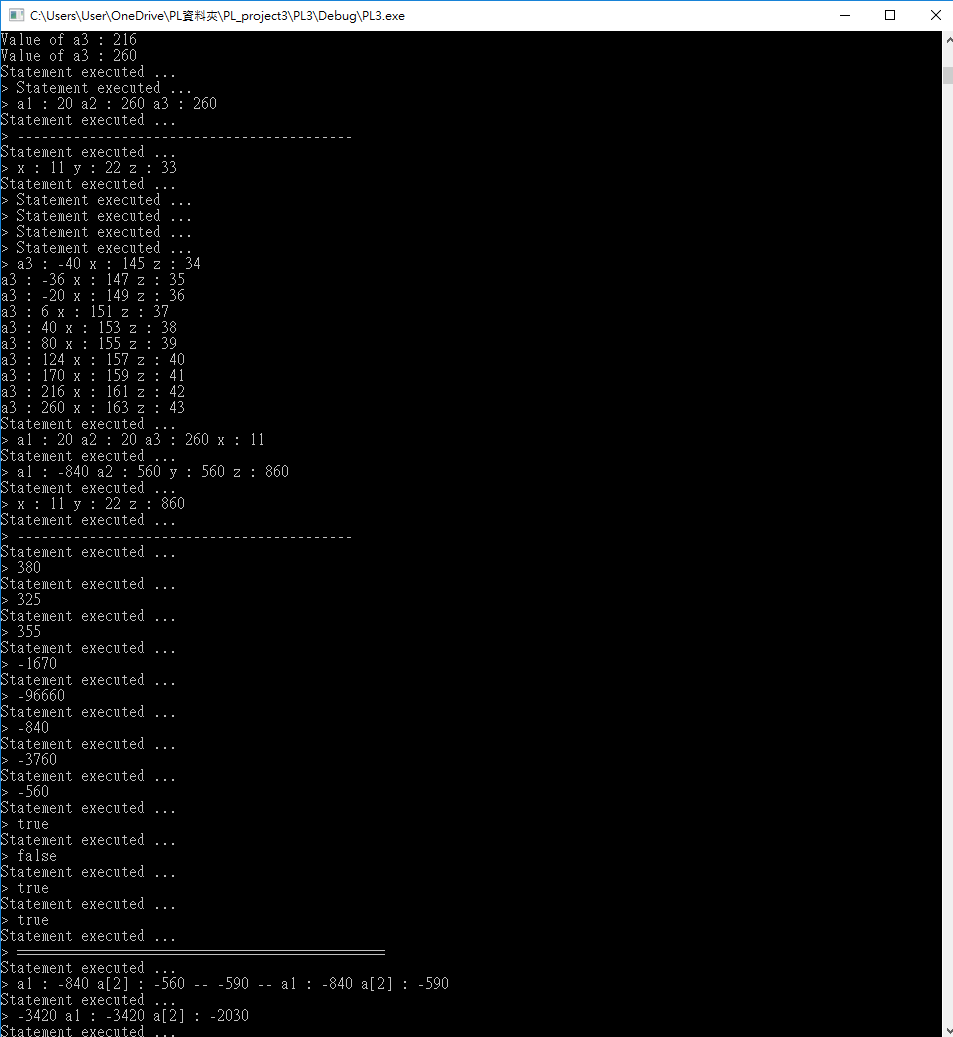 C:\Users\User\OneDrive\PL資料夾\PL_project3\PL3\Debug\PL3.exe
Value of a3 : 216
Value of a3 : 260
Statement executed ...
> Statement executed ...
> a1 : 20 a2 : 260 a3 : 260
Statement executed ...
> ------------------------------------------
Statement executed ...
> x : 11 y : 22 z : 33
Statement executed ...
> Statement executed ...
> Statement executed ...
> Statement executed ...
> Statement executed ...
> a3 : -40 x : 145 z : 34
a3 : -36 x : 147 z : 35
a3 : -20 x : 149 z : 36
a3 : 6 x : 151 z : 37
a3 : 40 x : 153 z : 38
a3 : 80 x : 155 z : 39
a3 : 124 x : 157 z : 40
a3 : 170 x : 159 z : 41
a3 : 216 x : 161 z : 42
a3 : 260 x : 163 z : 43
Statement executed ...
> a1 : 20 a2 : 20 a3 : 260 x : 11
Statement executed ...
> a1 : -840 a2 : 560 y : 560 z : 860
Statement executed ...
> x : 11 y : 22 z : 860
Statement executed ...
> ------------------------------------------
Statement executed ...
> 380
Statement executed ...
> 325
Statement executed ...
> 355
Statement executed ...
> -1670
Statement executed ...
> -96660
Statement executed ...
> -840
Statement executed ...
> -3760
Statement executed ...
> -560
Statement executed ...
> true
Statement executed ...
> false
Statement executed ...
> true
Statement executed ...
> true
Statement executed ...
> ==============================================
Statement executed ...
> a1 : -840 a[2] : -560 -- -590 -- a1 : -840 a[2] : -590
Statement executed ...
> -3420 a1 : -3420 a[2] : -2030
Statement executed ...